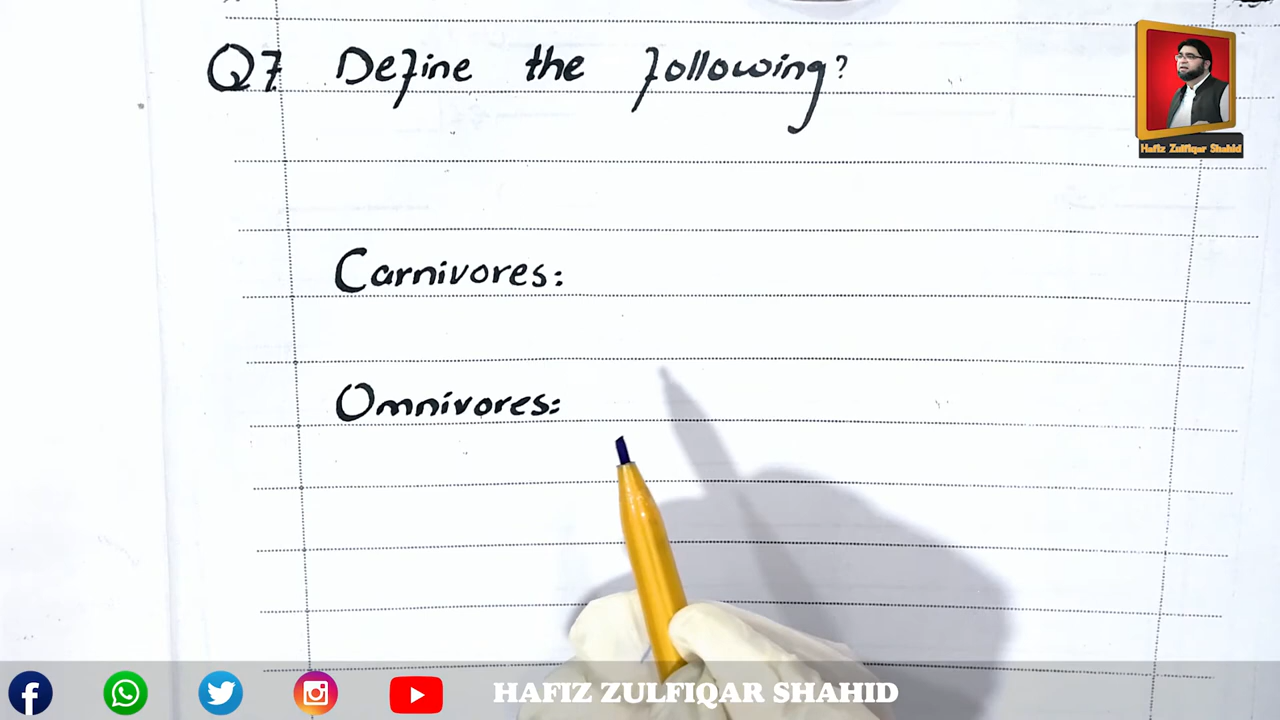 Q7 Define the following?
Hafiz Zulfiqar Shahid
Carnivores:
Omnivores:
HAFIZ ZULFIQAR SHAHID